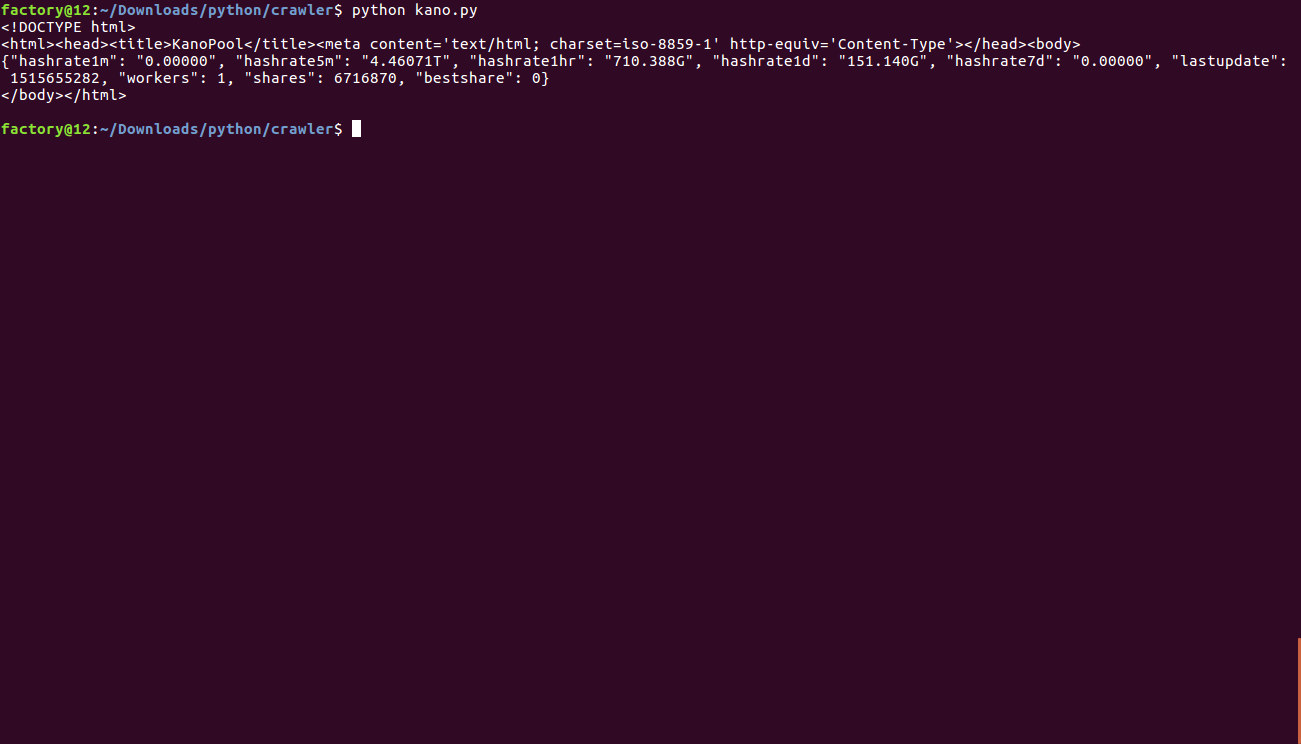 factory@12:~/Downloads/python/crawler$ python kano.py
<!DOCTYPE html>
<html><head><title>KanoPool</title><meta content='text/html; charset=iso-8859-1' http-equiv='Content-Type'></head><body>
{"hashrate1m": "0.00000", "hashrate5m": "4.46071T", "hashrate1hr": "710.388G", "hashrate1d": "151.140G", "hashrate7d": "0.00000", "lastupdate":
 1515655282, "workers": 1, "shares": 6716870, "bestshare": 0}
</body></html>

factory@12:~/Downloads/python/crawler$